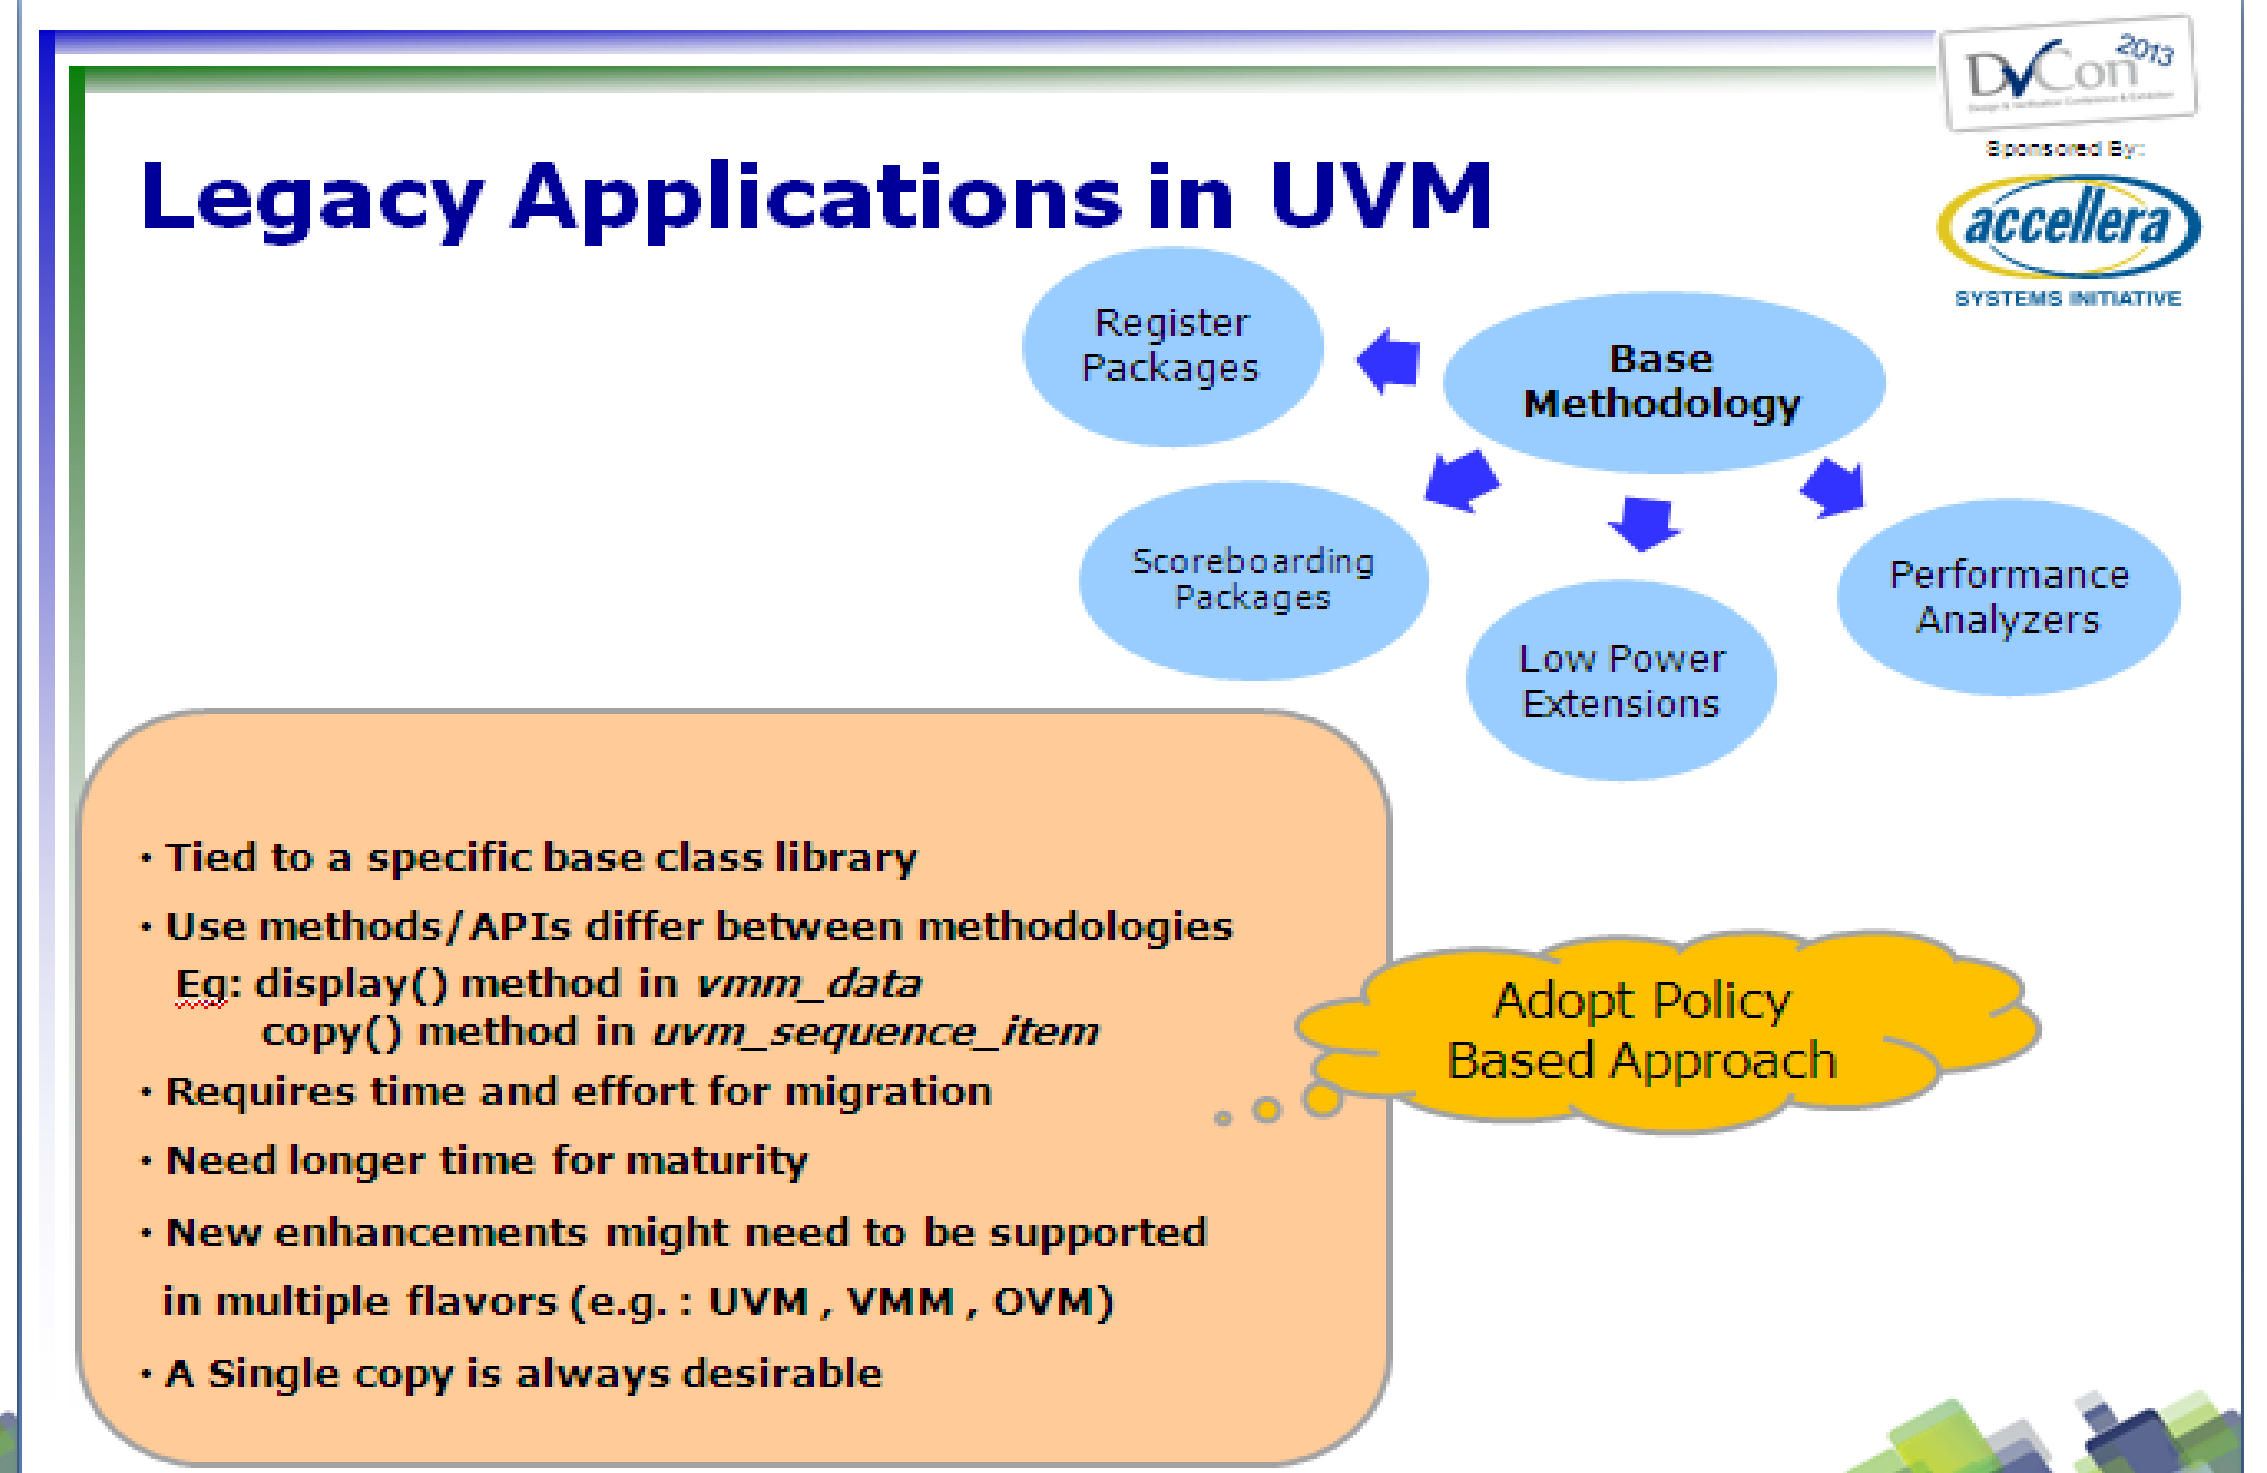 DVCon 2013
Sponsored By:
accellera
SYSTEMS INITIATIVE
Legacy Applications in UVM
Register
Packages
Base
Methodology
Scoreboarding
Packages
Low Power
Extensions
Performance
Analyzers
• Tied to a specific base class library
• Use methods/APIs differ between methodologies
Eg: display() method in vmm_data
copy() method in uvm_sequence_item
• Requires time and effort for migration
• Need longer time for maturity
• New enhancements might need to be supported
in multiple flavors (e.g. : UVM , VMM , OVM)
• A Single copy is always desirable
Adopt Policy
Based Approach